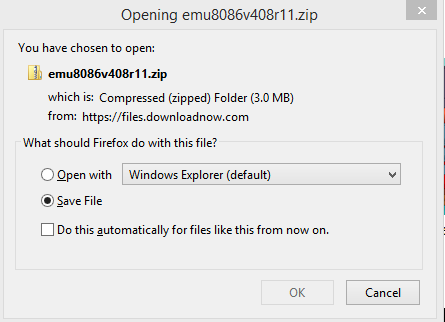 Opening emu8086v408r11.zip
You have chosen to open:
emu8086v408r11.zip
which is: Compressed (zipped) Folder (3.0 MB)
from: https://files.downloadnow.com
What should Firefox do with this file?
Open with Windows Explorer (default)
Save File
Do this automatically for files like this from now on.
OK Cancel